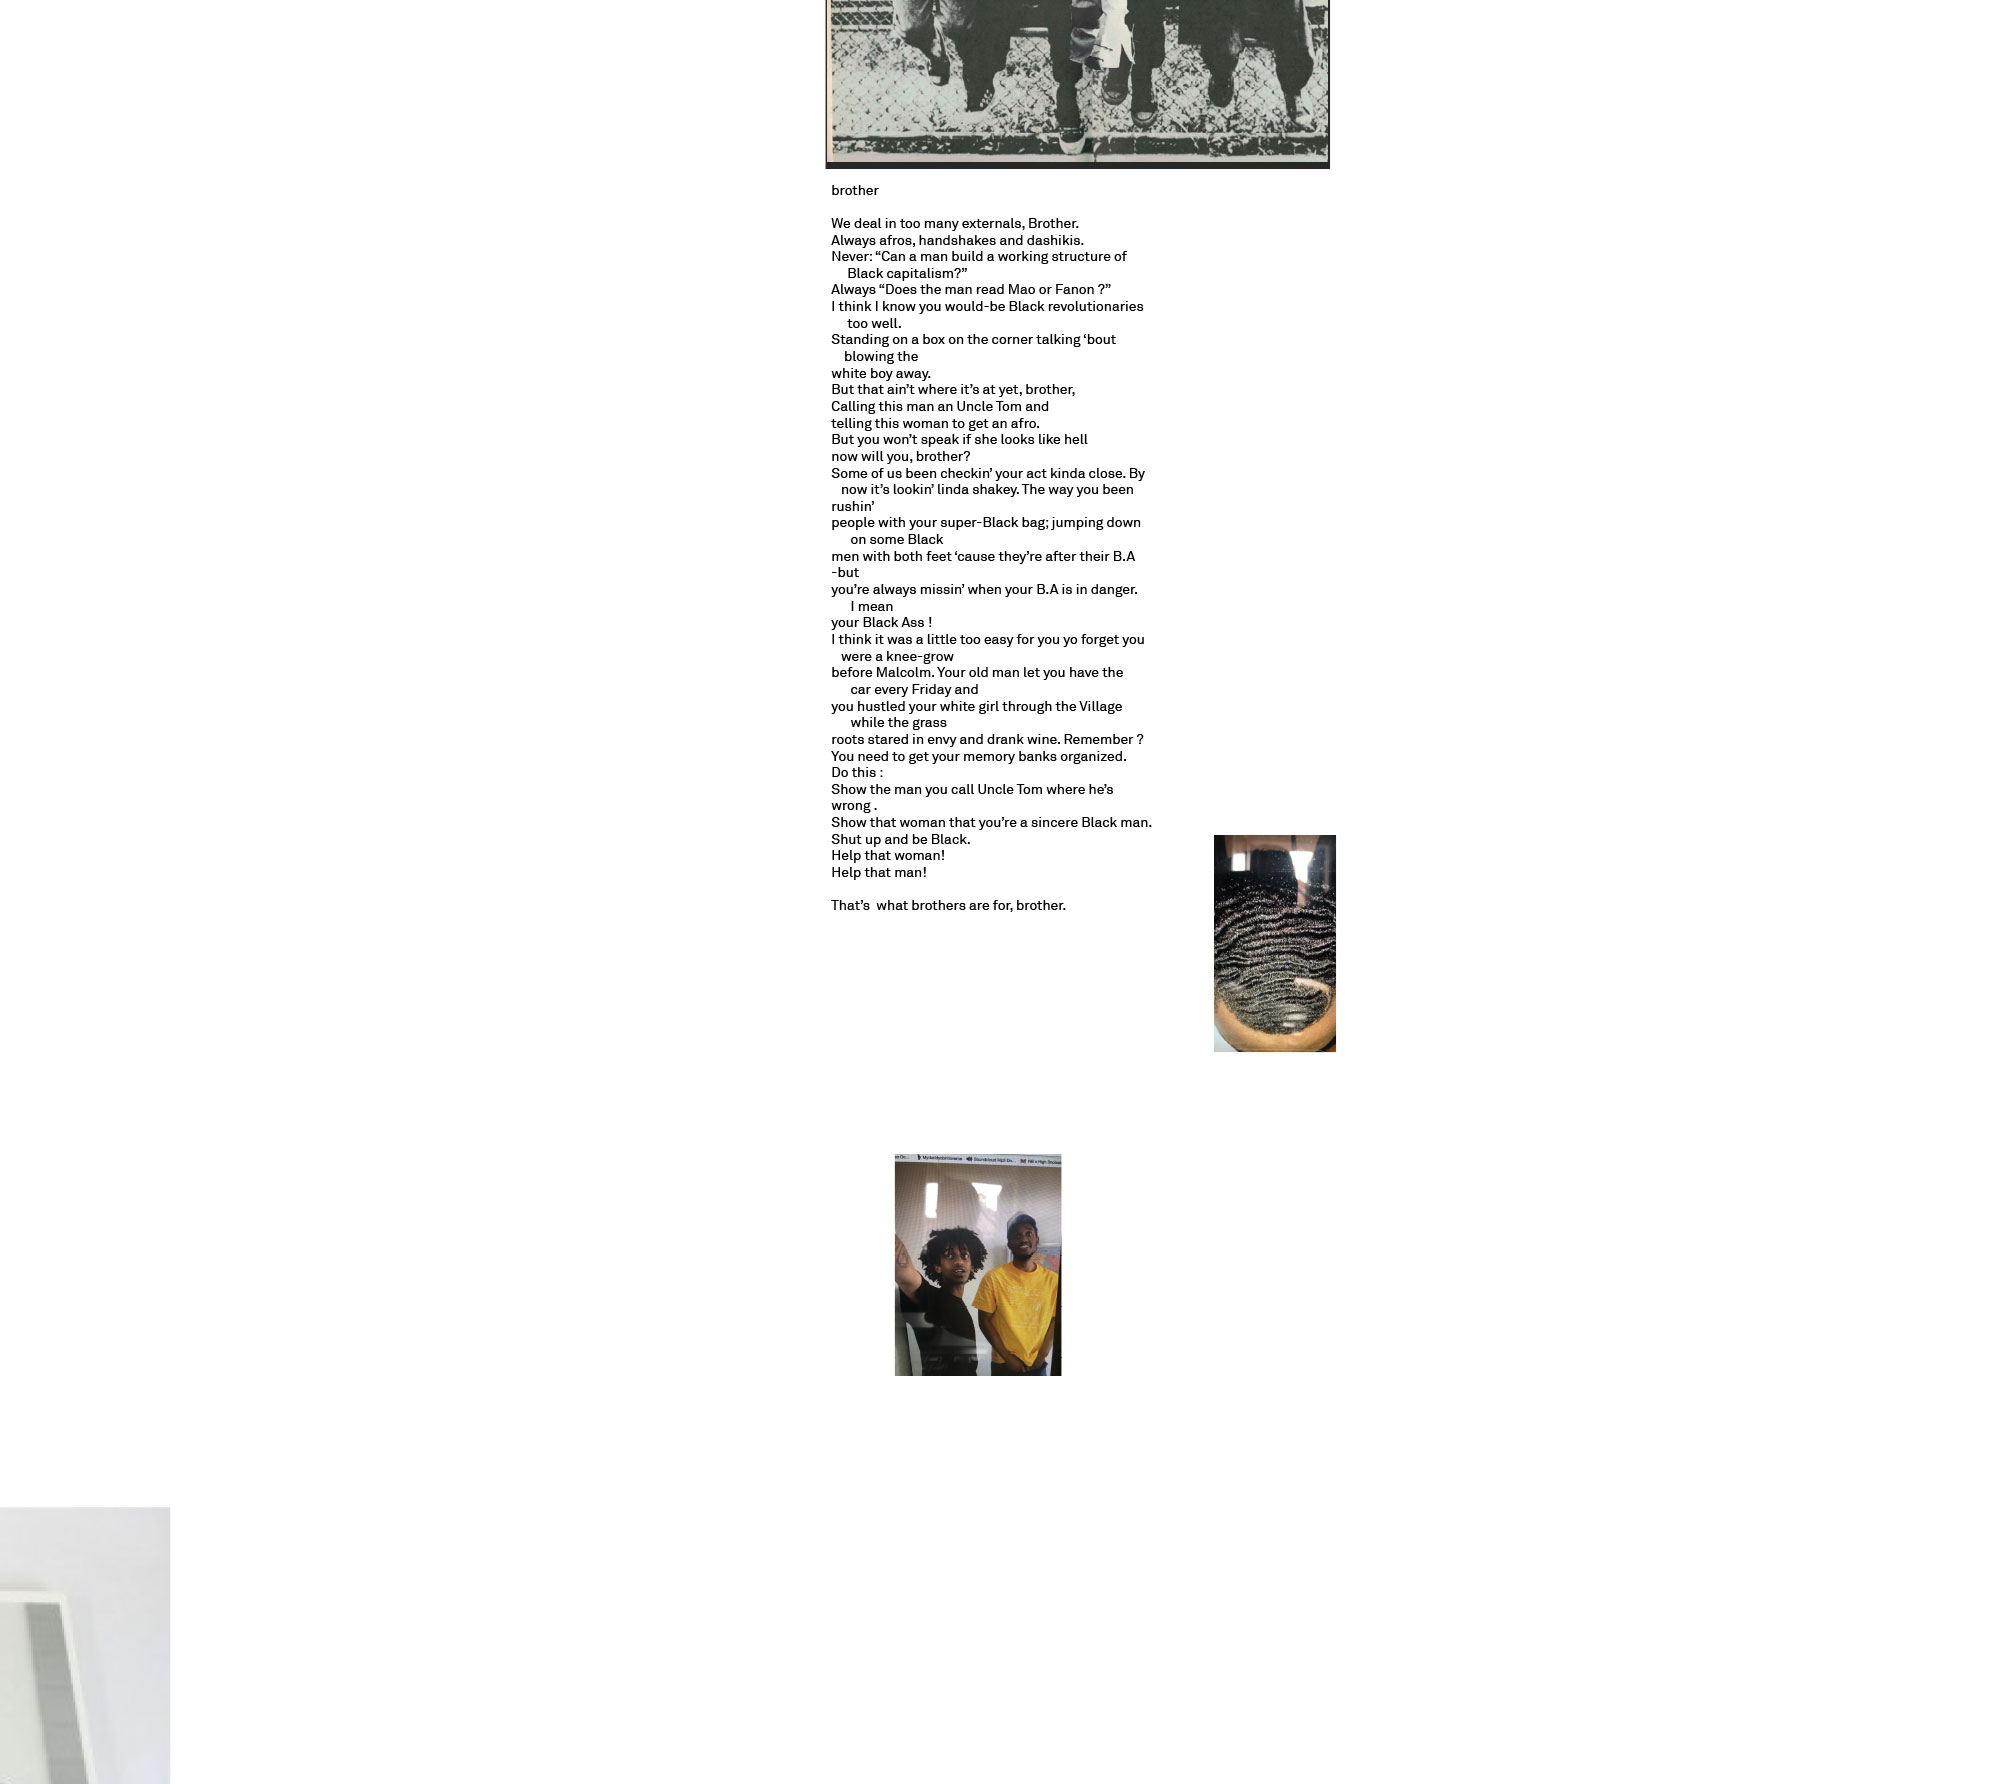 brother
We deal in too many externals, Brother.
Always afros, handshakes and dashikis.
Never: “Can a man build a working structure of
Black capitalism?”
Always “Does the man read Mao or Fanon ?”
I think I know you would-be Black revolutionaries
too well.
Standing on a box on the corner talking ‘bout
blowing the
white boy away.
But that ain’t where it’s at yet, brother,
Calling this man an Uncle Tom and
telling this woman to get an afro.
But you won’t speak if she looks like hell
now will you, brother?
Some of us been checkin’ your act kinda close. By
now it’s lookin’ linda shakey. The way you been
rushin’
people with your super-Black bag; jumping down
on some Black
men with both feet ‘cause they’re after their B.A
-but
you’re always missin’ when your B.A is in danger.
I mean
your Black Ass !
I think it was a little too easy for you yo forget you
were a knee-grow
before Malcolm. Your old man let you have the
car every Friday and
you hustled your white girl through the Village
while the grass
roots stared in envy and drank wine. Remember ?
You need to get your memory banks organized.
Do this :
Show the man you call Uncle Tom where he’s
wrong .
Show that woman that you’re a sincere Black man.
Shut up and be Black.
Help that woman!
Help that man!
That’s  what brothers are for, brother.